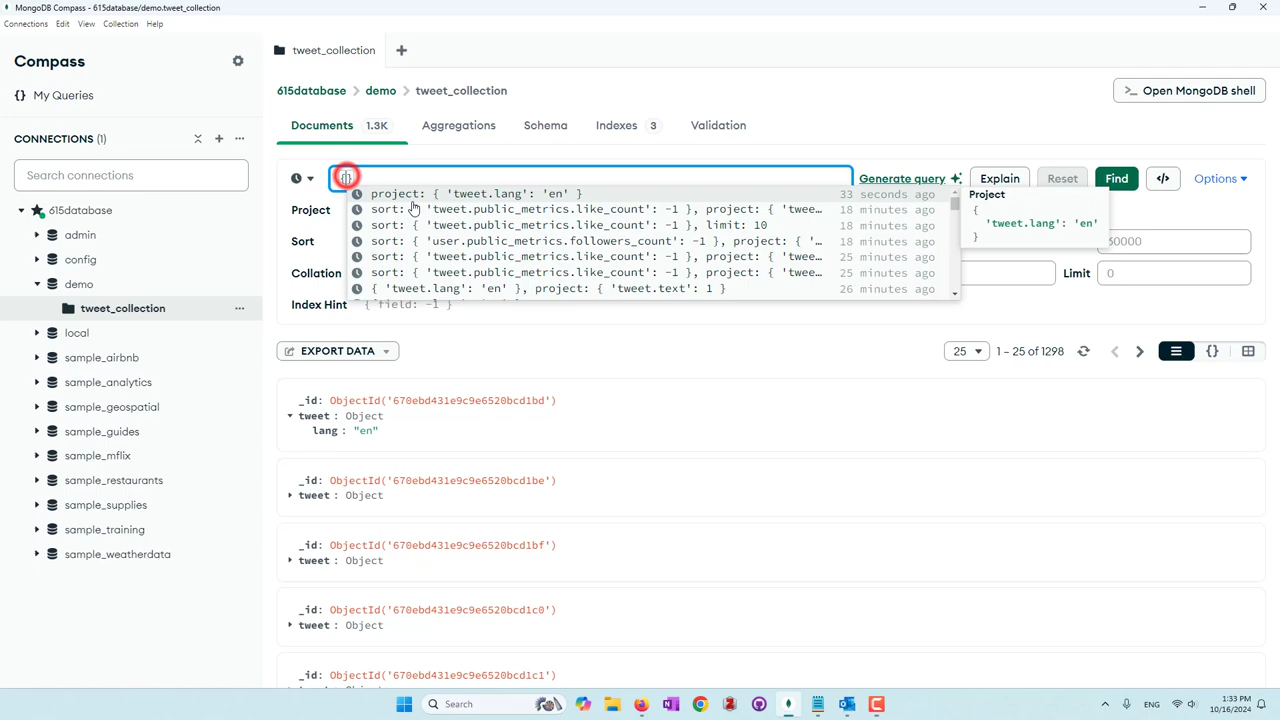 MongoDB Compass - 615database/demo.tweet_collection
Connections Edit View Collection Help
Compass
{} My Queries
CONNECTIONS (1)
Search connections
615database
admin
config
demo
tweet_collection
local
sample_airbnb
sample_analytics
sample_geospatial
sample_guides
sample_mflix
sample_restaurants
sample_supplies
sample_training
sample_weatherdata
tweet_collection
615database > demo > tweet_collection
>_ Open MongoDB shell
Documents 1.3K Aggregations Schema Indexes 3 Validation
{} Generate query Explain Reset Find </> Options
project: { 'tweet.lang': 'en' } 33 seconds ago
sort: { 'tweet.public_metrics.like_count': -1 }, project: { 'twee… 18 minutes ago
sort: { 'tweet.public_metrics.like_count': -1 }, limit: 10 18 minutes ago
sort: { 'user.public_metrics.followers_count': -1 }, project: { '… 18 minutes ago
sort: { 'tweet.public_metrics.like_count': -1 }, project: { 'twee… 25 minutes ago
sort: { 'tweet.public_metrics.like_count': -1 }, project: { 'twee… 25 minutes ago
{ 'tweet.lang': 'en' }, project: { 'tweet.text': 1 } 26 minutes ago
Project
{
'tweet.lang': 'en'
}
Project
Sort 60000
Collation Limit 0
Index Hint { field: -1 }
EXPORT DATA 25 1 – 25 of 1298 {}
_id: ObjectId('670ebd431e9c9e6520bcd1bd')
tweet: Object
lang: "en"
_id: ObjectId('670ebd431e9c9e6520bcd1be')
tweet: Object
_id: ObjectId('670ebd431e9c9e6520bcd1bf')
tweet: Object
_id: ObjectId('670ebd431e9c9e6520bcd1c0')
tweet: Object
_id: ObjectId('670ebd431e9c9e6520bcd1c1')
Search
ENG 1:33 PM
10/16/2024